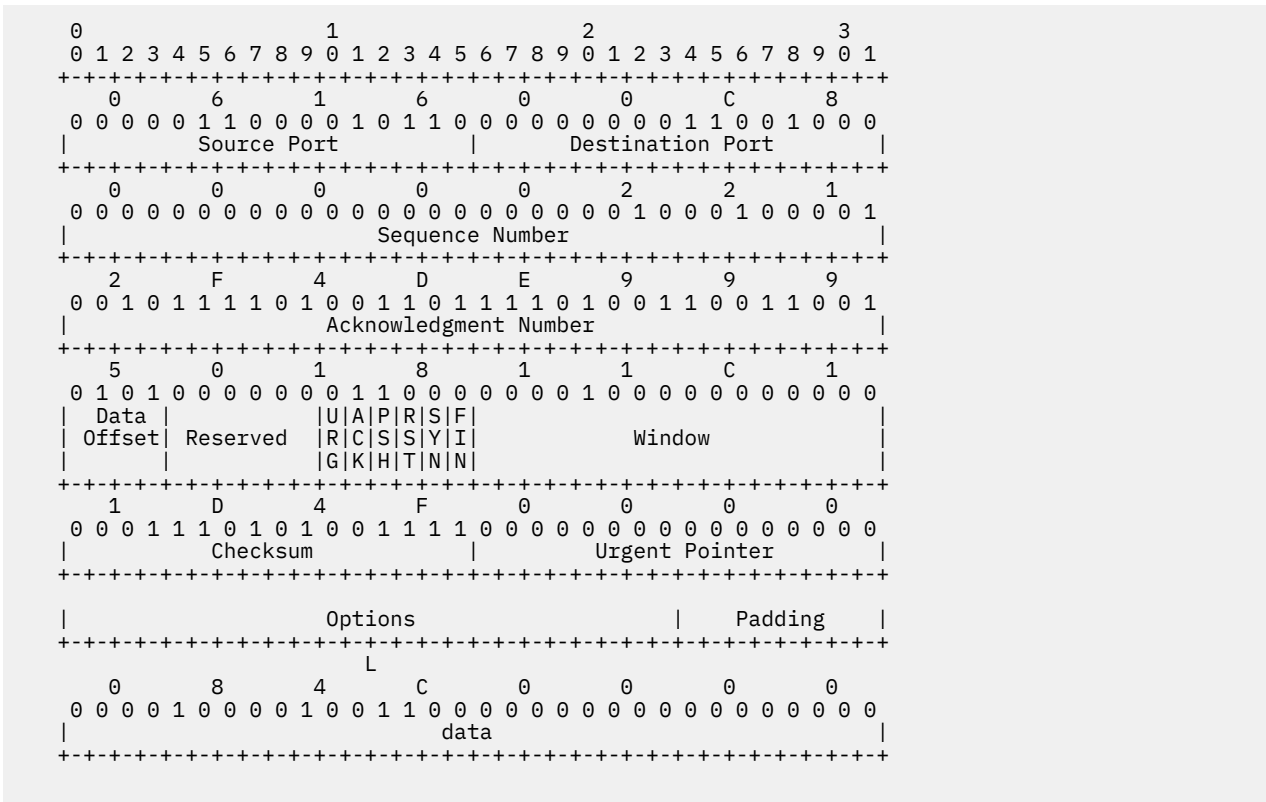 0 1 2 3
0 1 2 3 4 5 6 7 8 9 0 1 2 3 4 5 6 7 8 9 0 1 2 3 4 5 6 7 8 9 0 1
+-+-+-+-+-+-+-+-+-+-+-+-+-+-+-+-+-+-+-+-+-+-+-+-+-+-+-+-+-+-+-+-+
0 6 1 6 0 0 C 8
0 0 0 0 0 1 1 0 0 0 0 1 0 1 1 0 0 0 0 0 0 0 0 0 1 1 0 0 1 0 0 0
| Source Port | Destination Port |
+-+-+-+-+-+-+-+-+-+-+-+-+-+-+-+-+-+-+-+-+-+-+-+-+-+-+-+-+-+-+-+-+
0 0 0 0 0 2 2 1
0 0 0 0 0 0 0 0 0 0 0 0 0 0 0 0 0 0 0 0 0 0 1 0 0 0 1 0 0 0 0 1
| Sequence Number |
+-+-+-+-+-+-+-+-+-+-+-+-+-+-+-+-+-+-+-+-+-+-+-+-+-+-+-+-+-+-+-+-+
2 F 4 D E 9 9 9
0 0 1 0 1 1 1 1 0 1 0 0 1 1 0 1 1 1 1 0 1 0 0 1 1 0 0 1 1 0 0 1
| Acknowledgment Number |
+-+-+-+-+-+-+-+-+-+-+-+-+-+-+-+-+-+-+-+-+-+-+-+-+-+-+-+-+-+-+-+-+
5 0 1 8 1 1 C 1
0 1 0 1 0 0 0 0 0 0 0 1 1 0 0 0 0 0 0 0 1 0 0 0 0 0 0 0 0 0 0 0
| Data | |U|A|P|R|S|F| |
| Offset| Reserved |R|C|S|S|Y|I| Window |
| | |G|K|H|T|N|N| |
+-+-+-+-+-+-+-+-+-+-+-+-+-+-+-+-+-+-+-+-+-+-+-+-+-+-+-+-+-+-+-+-+
1 D 4 F 0 0 0 0
0 0 0 1 1 1 0 1 0 1 0 0 1 1 1 1 0 0 0 0 0 0 0 0 0 0 0 0 0 0 0 0
| Checksum | Urgent Pointer |
+-+-+-+-+-+-+-+-+-+-+-+-+-+-+-+-+-+-+-+-+-+-+-+-+-+-+-+-+-+-+-+-+
| Options | Padding |
+-+-+-+-+-+-+-+-+-+-+-+-+-+-+-+-+-+-+-+-+-+-+-+-+-+-+-+-+-+-+-+-+
L
0 8 4 C 0 0 0 0
0 0 0 0 1 0 0 0 0 1 0 0 1 1 0 0 0 0 0 0 0 0 0 0 0 0 0 0 0 0 0 0
| data |
+-+-+-+-+-+-+-+-+-+-+-+-+-+-+-+-+-+-+-+-+-+-+-+-+-+-+-+-+-+-+-+-+